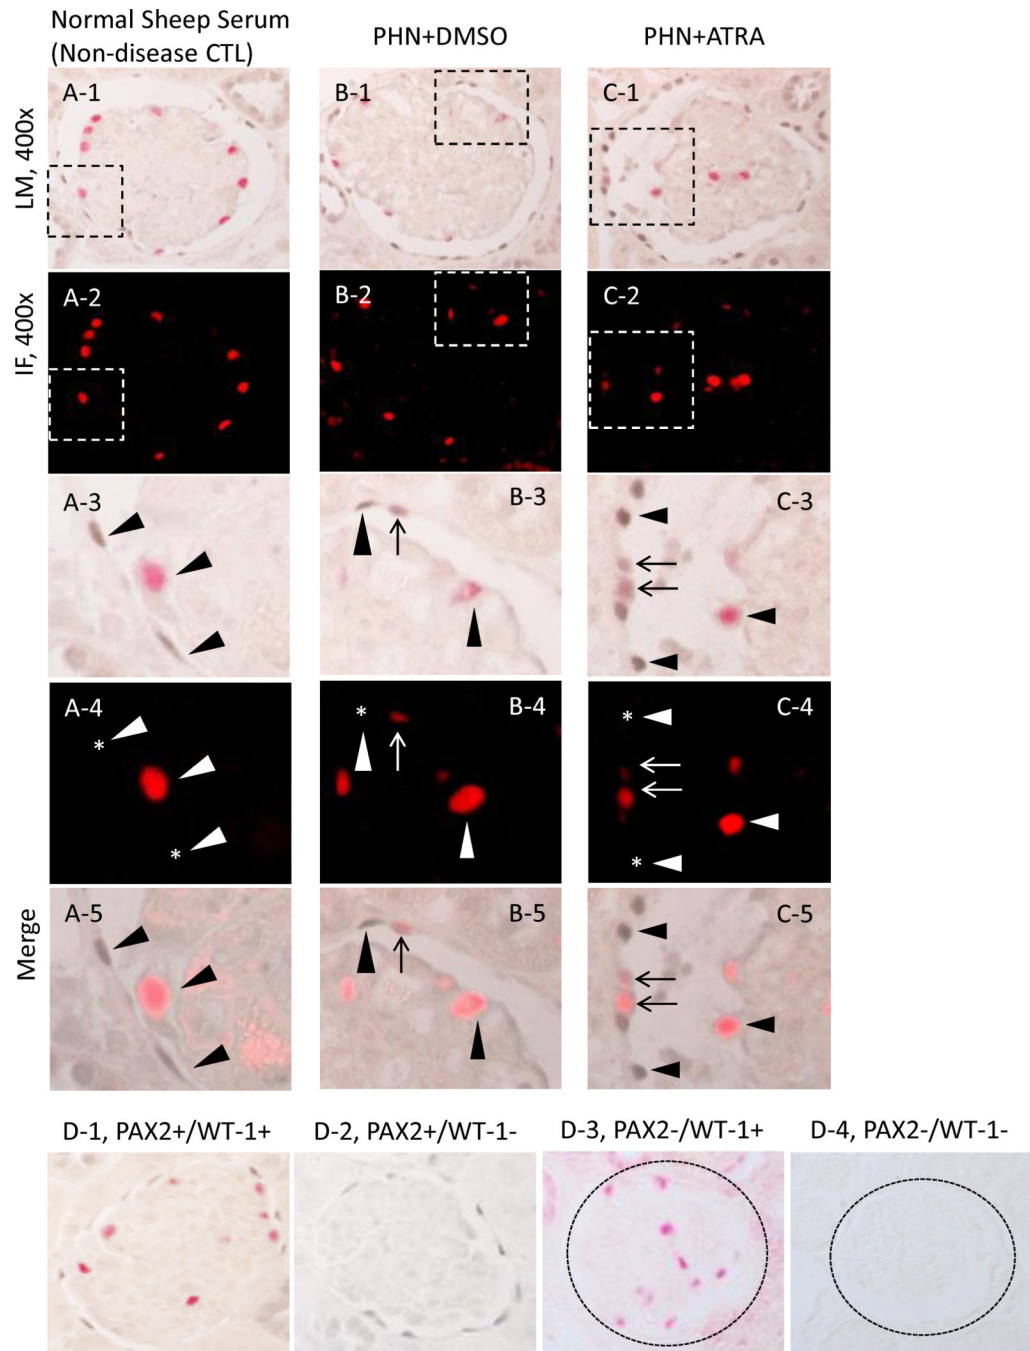 Normal Sheep Serum
(Non-disease CTL)
PHN+DMSO
PHN+ATRA
LM, 400x
A-1
B-1
C-1
IF, 400x
A-2
B-2
C-2
A-3
B-3
C-3
A-4
B-4
C-4
*
*
*
*
*
Merge
A-5
B-5
C-5
D-1, PAX2+/WT-1+
D-2, PAX2+/WT-1-
D-3, PAX2-/WT-1+
D-4, PAX2-/WT-1-